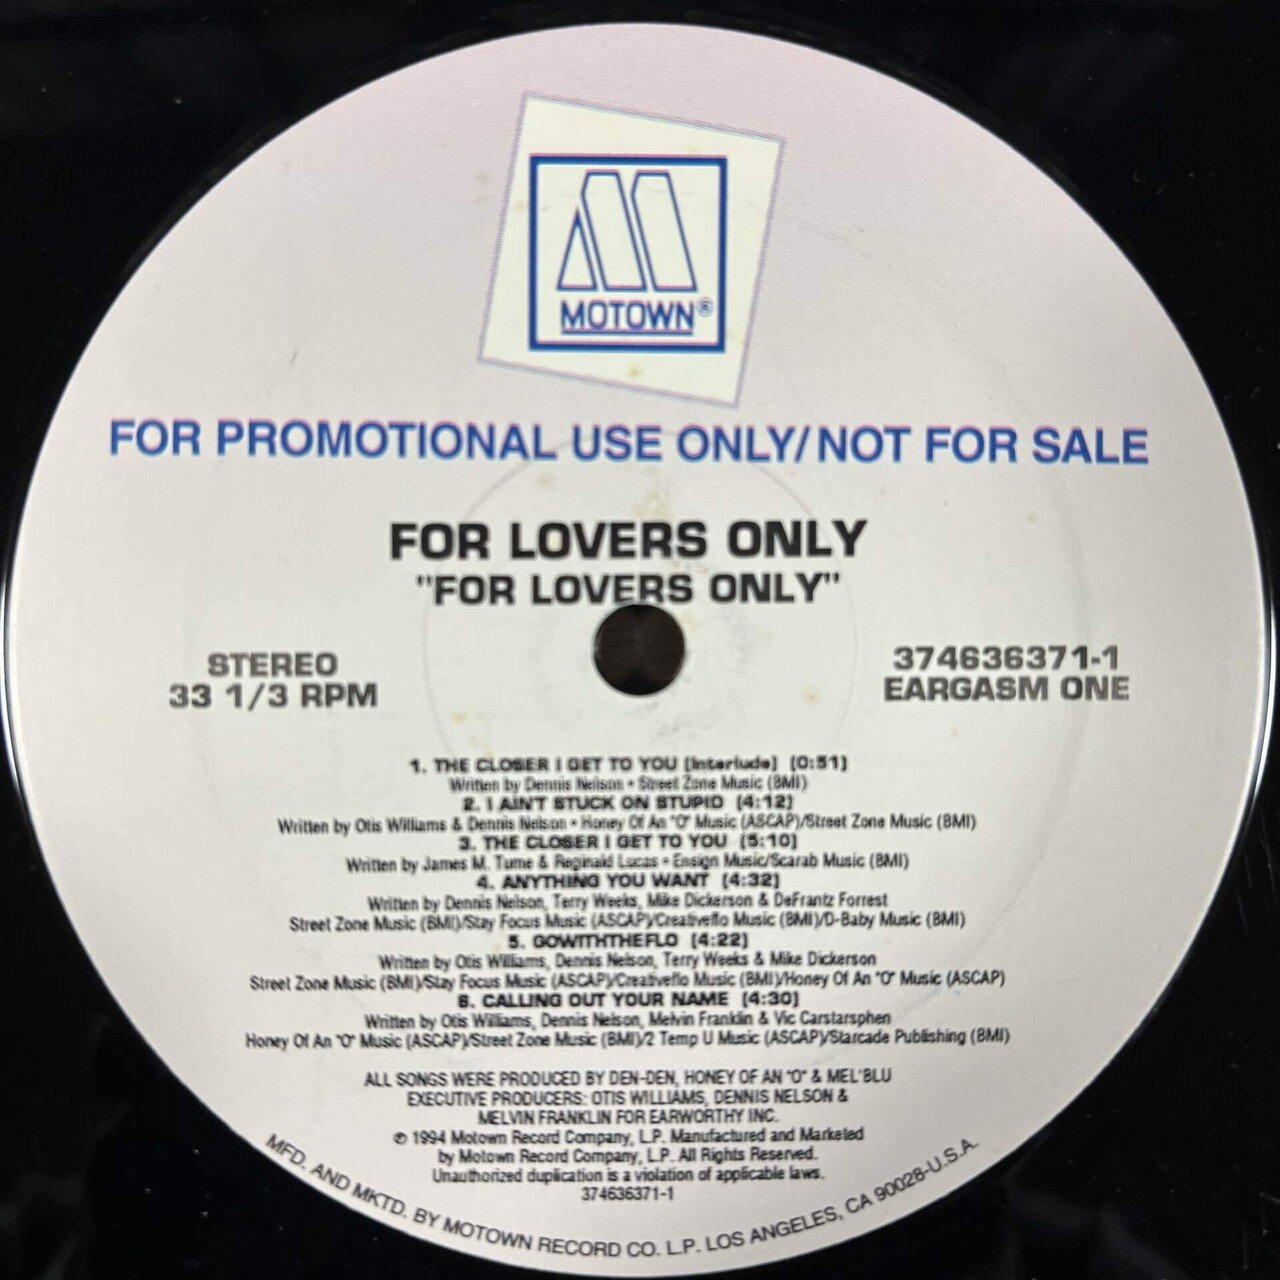 MOTOWN®
FOR PROMOTIONAL USE ONLY/NOT FOR SALE
FOR LOVERS ONLY
"FOR LOVERS ONLY"
STEREO
33 1/3 RPM
374636371-1
EARGASM ONE
1. THE CLOSER I GET TO YOU (Interlude) (0:51)
Written by Dennis Nelson • Street Zone Music (BMI)
2. I AIN'T STUCK ON STUPID (4:12)
Written by Otis Williams & Dennis Nelson • Honey Of An "O" Music (ASCAP)/Street Zone Music (BMI)
3. THE CLOSER I GET TO YOU (5:10)
Written by James M. Tume & Reginald Lucas • Ensign Music/Scarab Music (BMI)
4. ANYTHING YOU WANT (4:32)
Written by Dennis Nelson, Terry Weeks, Mike Dickerson & DeFrantz Forrest
Street Zone Music (BMI)/Stay Focus Music (ASCAP)/Creativeflo Music (BMI)/D-Baby Music (BMI)
5. GOWITHTHEFLO (4:22)
Written by Otis Williams, Dennis Nelson, Terry Weeks & Mike Dickerson
Street Zone Music (BMI)/Stay Focus Music (ASCAP)/Creativeflo Music (BMI)/Honey Of An "O" Music (ASCAP)
6. CALLING OUT YOUR NAME (4:30)
Written by Otis Williams, Dennis Nelson, Melvin Franklin & Vic Carstarsphen
Honey Of An "O" Music (ASCAP)/Street Zone Music (BMI)/2 Temp U Music (ASCAP)/Starcade Publishing (BMI)
ALL SONGS WERE PRODUCED BY DEN-DEN, HONEY OF AN "O" & MEL'BLU
EXECUTIVE PRODUCERS: OTIS WILLIAMS, DENNIS NELSON &
MELVIN FRANKLIN FOR EARWORTHY INC.
℗ 1994 Motown Record Company, L.P. Manufactured and Marketed
by Motown Record Company, L.P. All Rights Reserved.
Unauthorized duplication is a violation of applicable laws.
374636371-1
MFD. AND MKTD. BY MOTOWN RECORD CO. L.P. LOS ANGELES, CA 90028-U.S.A.